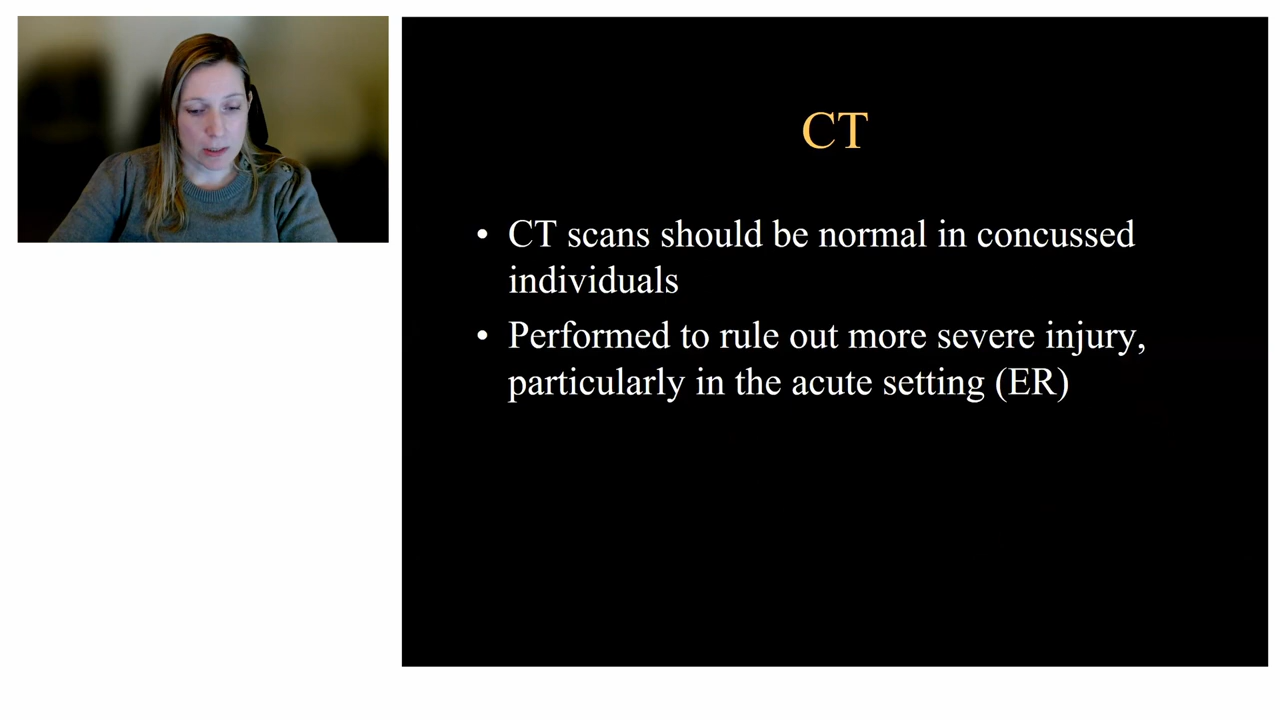 CT
• CT scans should be normal in concussed
individuals
• Performed to rule out more severe injury,
particularly in the acute setting (ER)